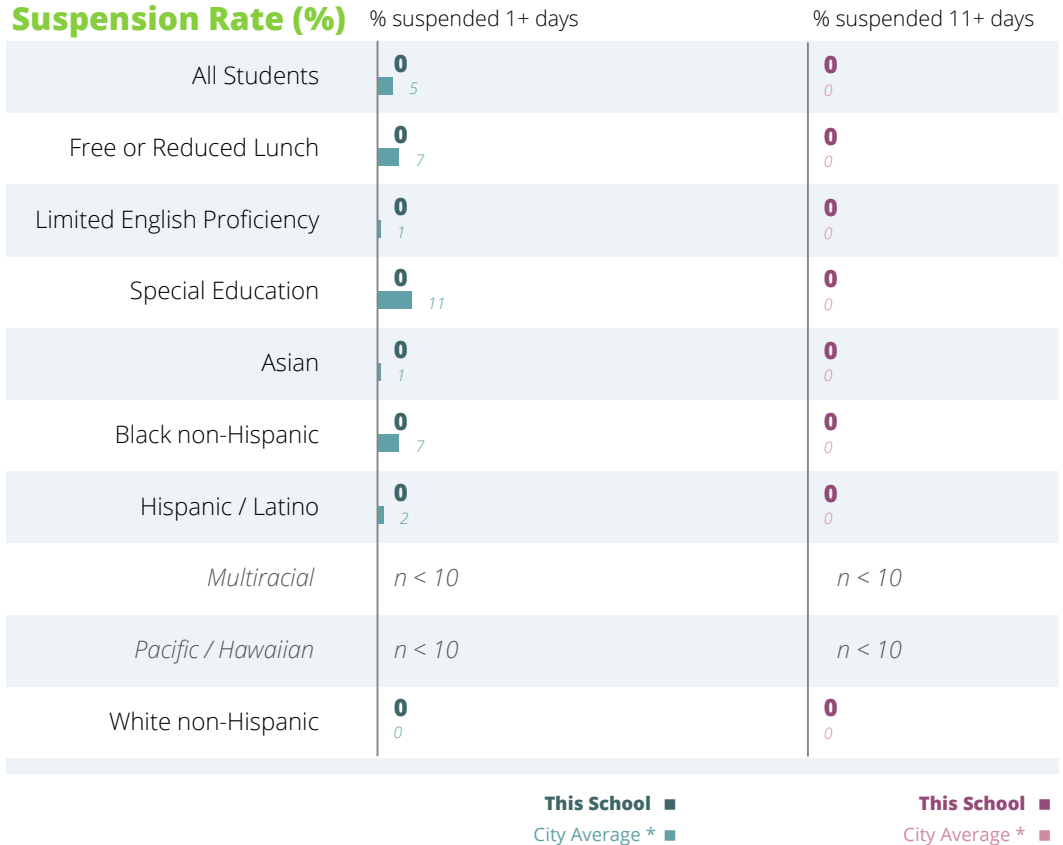 Suspension Rate (%) % suspended 1+ days % suspended 11+ days
All Students 0 0
5 0
Free or Reduced Lunch 0 0
7 0
Limited English Proficiency 0 0
1 0
Special Education 0 0
11 0
Asian 0 0
1 0
Black non-Hispanic 0 0
7 0
Hispanic / Latino 0 0
2 0
Multiracial n < 10 n < 10
Pacific / Hawaiian n < 10 n < 10
White non-Hispanic 0 0
0 0
This School This School
City Average * City Average *